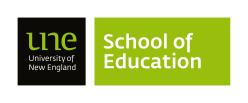 une
University of
New England
School of
Education